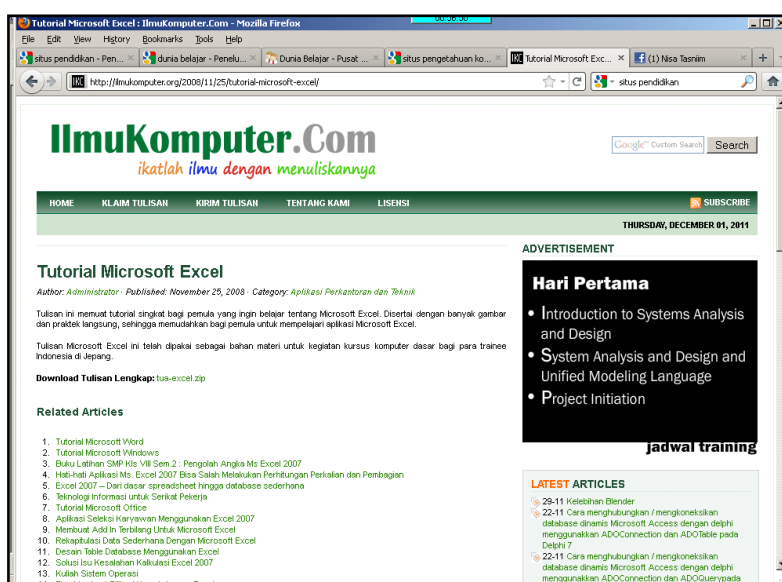 00:56:50
Tutorial Microsoft Excel : IlmuKomputer.Com - Mozilla Firefox
File Edit View History Bookmarks Tools Help
situs pendidikan - Pen... dunia belajar - Penelu... Dunia Belajar - Pusat ... situs pengetahuan ko... Tutorial Microsoft Exc... (1) Nisa Tasniim
http://ilmukomputer.org/2008/11/25/tutorial-microsoft-excel/ situs pendidikan
IlmuKomputer.Com
ikatlah ilmu dengan menuliskannya
Google™ Custom Search Search
HOME KLAIM TULISAN KIRIM TULISAN TENTANG KAMI LISENSI SUBSCRIBE
THURSDAY, DECEMBER 01, 2011
Tutorial Microsoft Excel
Author: Administrator · Published: November 25, 2008 · Category: Aplikasi Perkantoran dan Teknik
Tulisan ini memuat tutorial singkat bagi pemula yang ingin belajar tentang Microsoft Excel. Disertai dengan banyak gambar
dan praktek langsung, sehingga memudahkan bagi pemula untuk mempelajari aplikasi Microsoft Excel.
Tulisan Microsoft Excel ini telah dipakai sebagai bahan materi untuk kegiatan kursus komputer dasar bagi para trainee
Indonesia di Jepang.
Download Tulisan Lengkap: tua-excel.zip
Related Articles
1. Tutorial Microsoft Word
2. Tutorial Microsoft Windows
3. Buku Latihan SMP Kls VIII Sem.2 : Pengolah Angka Ms Excel 2007
4. Hati-hati Aplikasi Ms. Excel 2007 Bisa Salah Melakukan Perhitungan Perkalian dan Pembagian
5. Excel 2007 – Dari dasar spreadsheet hingga database sederhana
6. Teknologi Informasi untuk Serikat Pekerja
7. Tutorial Microsoft Office
8. Aplikasi Seleksi Karyawan Menggunakan Excel 2007
9. Membuat Add In Terbilang Untuk Microsoft Excel
10. Rekapitulasi Data Sederhana Dengan Microsoft Excel
11. Desain Table Database Menggunakan Excel
12. Solusi Isu Kesalahan Kalkulasi Excel 2007
13. Kuliah Sistem Operasi
ADVERTISEMENT
Hari Pertama
• Introduction to Systems Analysis
and Design
• System Analysis and Design and
Unified Modeling Language
• Project Initiation
jadwal training
LATEST ARTICLES
29-11 Kelebihan Blender
22-11 Cara menghubungkan / mengkoneksikan
database dinamis Microsoft Access dengan delphi
menggunakkan ADOConnection dan ADOTable pada
Delphi 7
22-11 Cara menghubungkan / mengkoneksikan
database dinamis Microsoft Access dengan delphi
menggunakkan ADOConnection dan ADOQuerypada